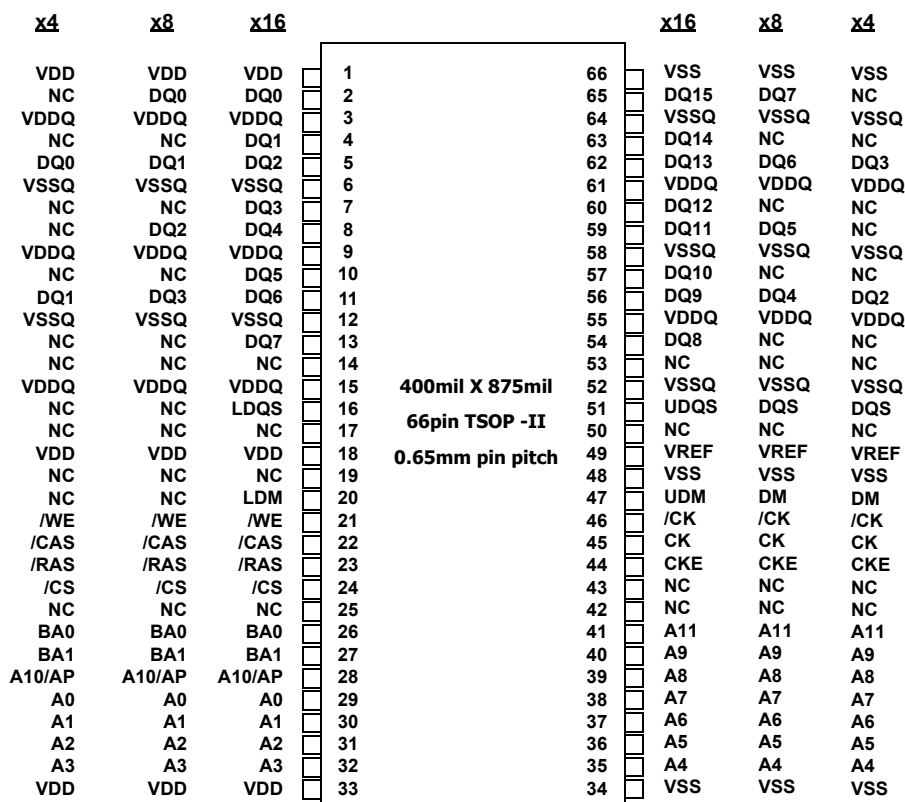 x4 x8 x16 x16 x8 x4
VDD VDD VDD 1 66 VSS VSS VSS
NC DQ0 DQ0 2 65 DQ15 DQ7 NC
VDDQ VDDQ VDDQ 3 64 VSSQ VSSQ VSSQ
NC NC DQ1 4 63 DQ14 NC NC
DQ0 DQ1 DQ2 5 62 DQ13 DQ6 DQ3
VSSQ VSSQ VSSQ 6 61 VDDQ VDDQ VDDQ
NC NC DQ3 7 60 DQ12 NC NC
NC DQ2 DQ4 8 59 DQ11 DQ5 NC
VDDQ VDDQ VDDQ 9 58 VSSQ VSSQ VSSQ
NC NC DQ5 10 57 DQ10 NC NC
DQ1 DQ3 DQ6 11 56 DQ9 DQ4 DQ2
VSSQ VSSQ VSSQ 12 55 VDDQ VDDQ VDDQ
NC NC DQ7 13 54 DQ8 NC NC
NC NC NC 14 53 NC NC NC
VDDQ VDDQ VDDQ 15 400mil X 875mil 52 VSSQ VSSQ VSSQ
NC NC LDQS 16 66pin TSOP -II 51 UDQS DQS DQS
NC NC NC 17 50 NC NC NC
VDD VDD VDD 18 0.65mm pin pitch 49 VREF VREF VREF
NC NC NC 19 48 VSS VSS VSS
NC NC LDM 20 47 UDM DM DM
/WE /WE /WE 21 46 /CK /CK /CK
/CAS /CAS /CAS 22 45 CK CK CK
/RAS /RAS /RAS 23 44 CKE CKE CKE
/CS /CS /CS 24 43 NC NC NC
NC NC NC 25 42 NC NC NC
BA0 BA0 BA0 26 41 A11 A11 A11
BA1 BA1 BA1 27 40 A9 A9 A9
A10/AP A10/AP A10/AP 28 39 A8 A8 A8
A0 A0 A0 29 38 A7 A7 A7
A1 A1 A1 30 37 A6 A6 A6
A2 A2 A2 31 36 A5 A5 A5
A3 A3 A3 32 35 A4 A4 A4
VDD VDD VDD 33 34 VSS VSS VSS